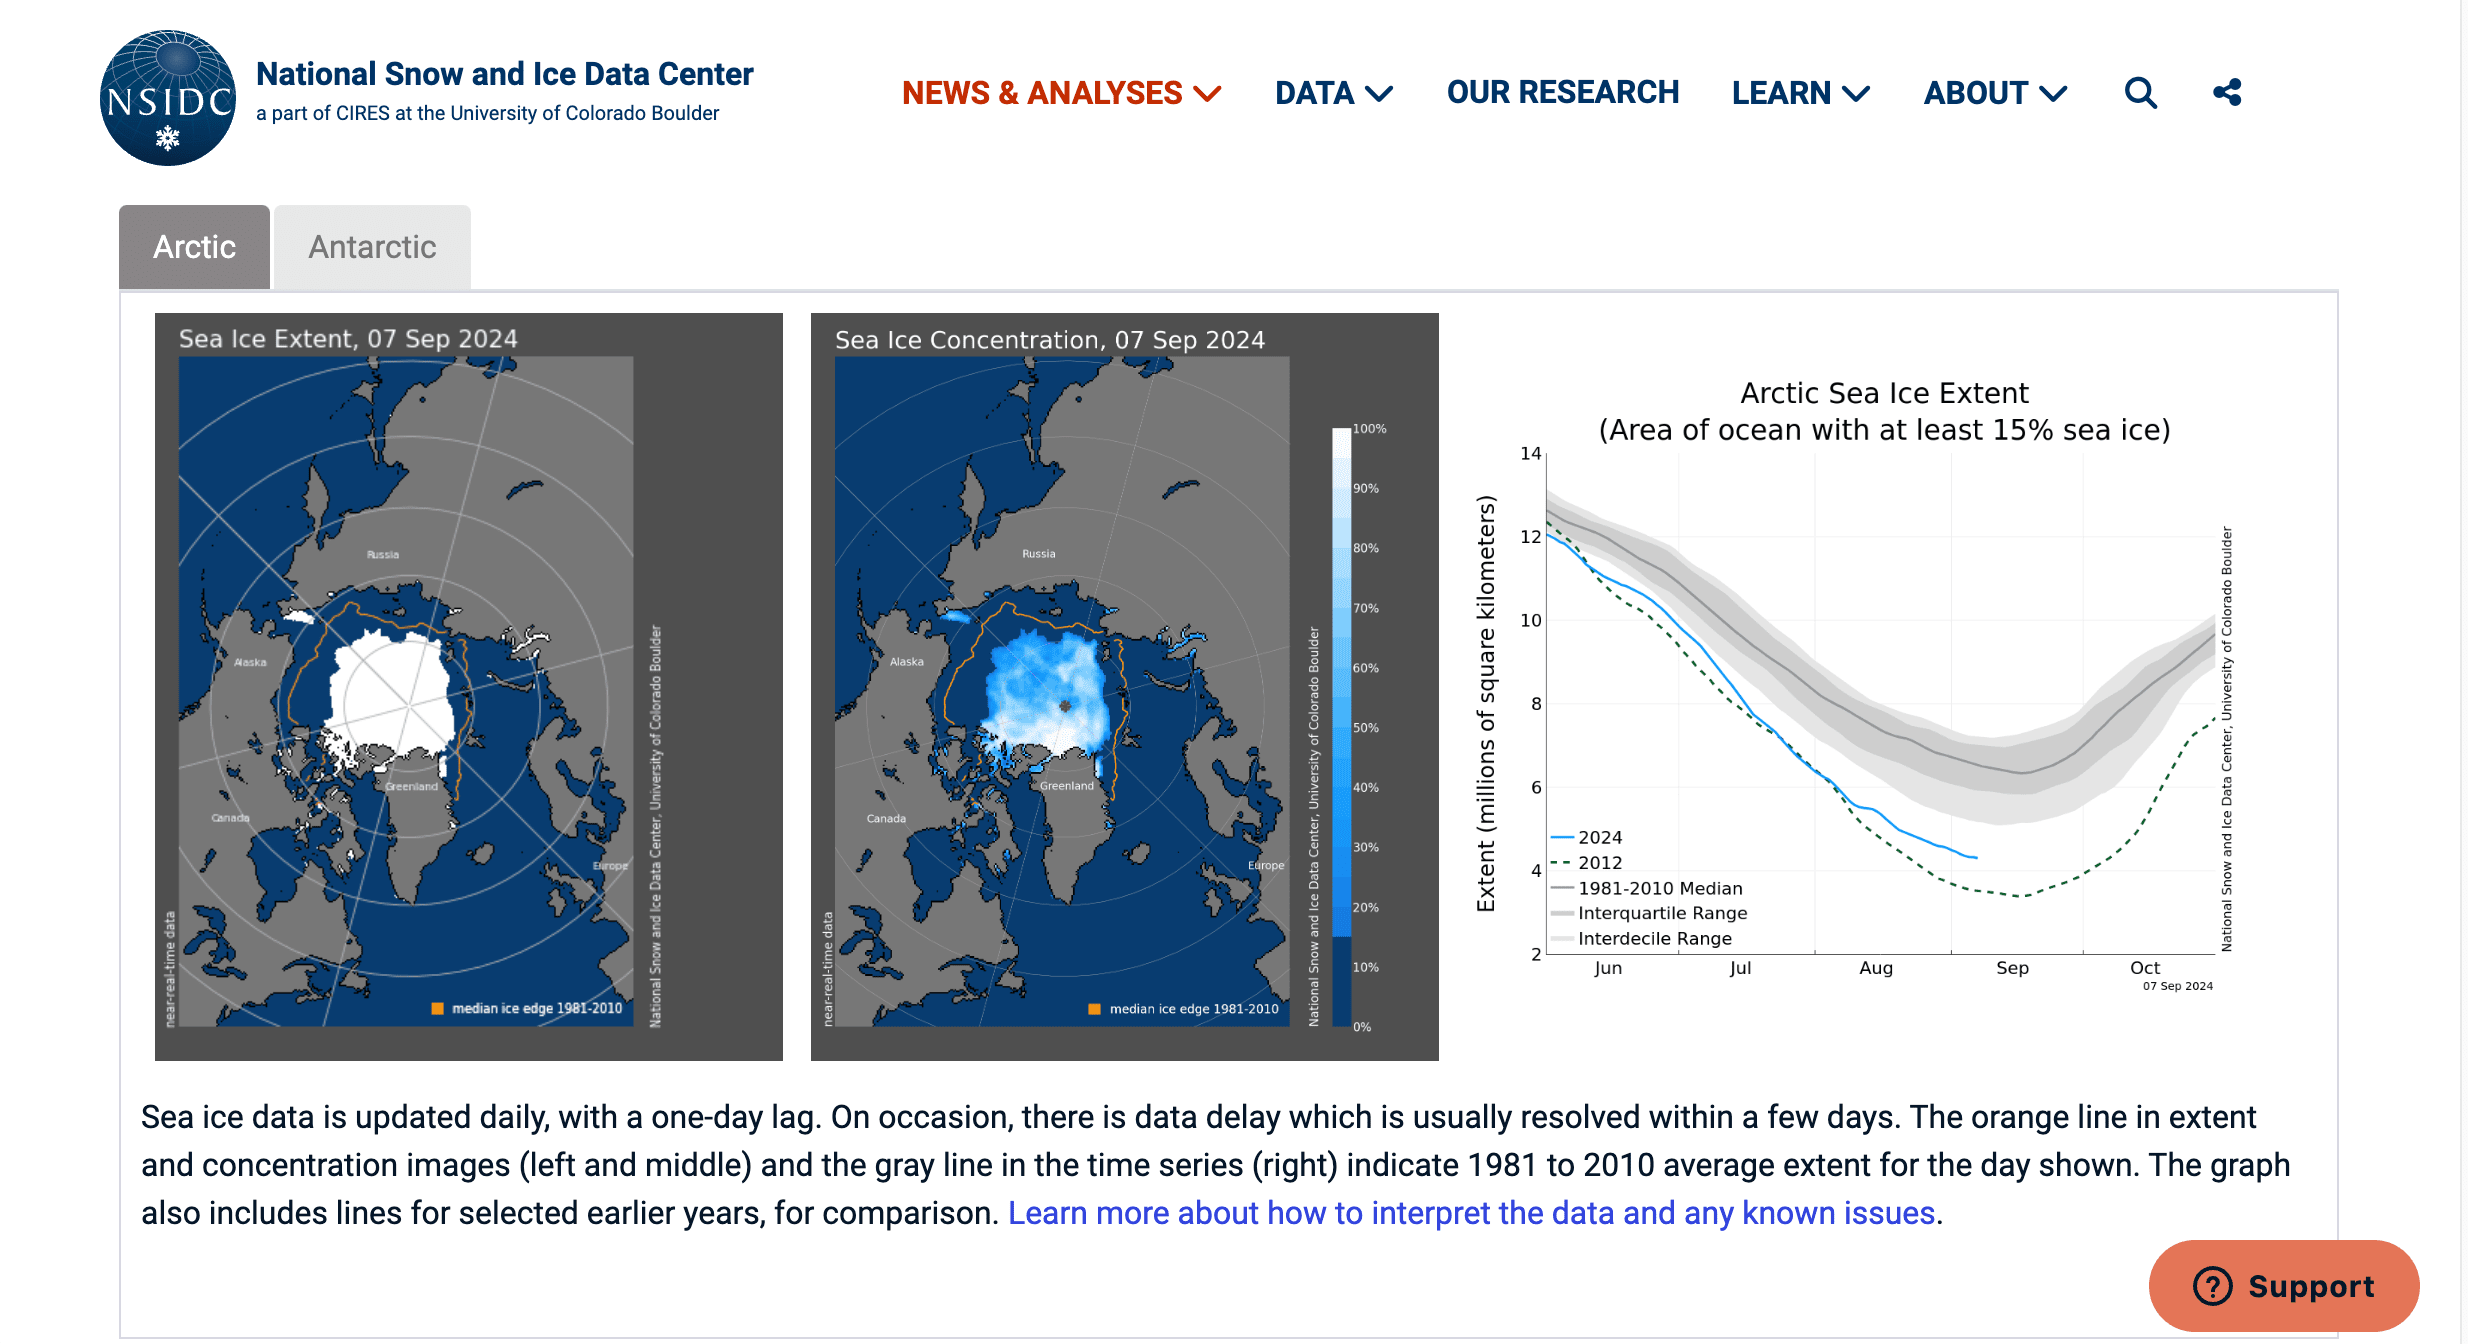 NSIDC
National Snow and Ice Data Center
a part of CIRES at the University of Colorado Boulder
NEWS & ANALYSES
DATA
OUR RESEARCH
LEARN
ABOUT
Arctic
Antarctic
Sea Ice Extent, 07 Sep 2024
Russia
Alaska
Greenland
Canada
Europe
near-real-time data
median ice edge 1981-2010
National Snow and Ice Data Center, University of Colorado Boulder
Sea Ice Concentration, 07 Sep 2024
Russia
Alaska
Greenland
Canada
Europe
near-real-time data
median ice edge 1981-2010
National Snow and Ice Data Center, University of Colorado Boulder
100%
90%
80%
70%
60%
50%
40%
30%
20%
10%
0%
Arctic Sea Ice Extent
(Area of ocean with at least 15% sea ice)
Extent (millions of square kilometers)
14
12
10
8
6
4
2
2024
2012
1981-2010 Median
Interquartile Range
Interdecile Range
Jun
Jul
Aug
Sep
Oct
07 Sep 2024
National Snow and Ice Data Center, University of Colorado Boulder
Sea ice data is updated daily, with a one-day lag. On occasion, there is data delay which is usually resolved within a few days. The orange line in extent
and concentration images (left and middle) and the gray line in the time series (right) indicate 1981 to 2010 average extent for the day shown. The graph
also includes lines for selected earlier years, for comparison. Learn more about how to interpret the data and any known issues.
? Support